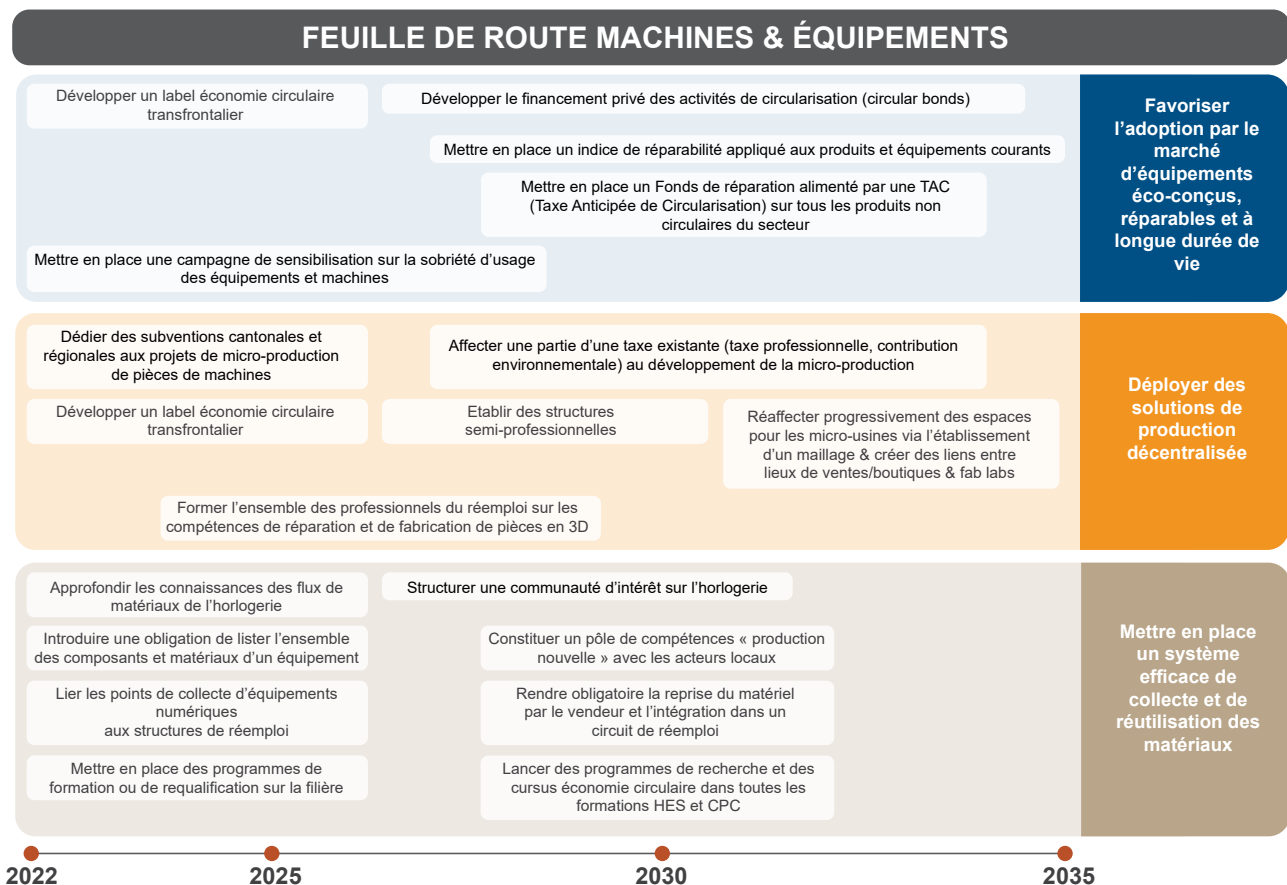 FEUILLE DE ROUTE MACHINES & ÉQUIPEMENTS
Développer un label économie circulaire
transfrontalier
Développer le financement privé des activités de circularisation (circular bonds)
Mettre en place un indice de réparabilité appliqué aux produits et équipements courants
Mettre en place un Fonds de réparation alimenté par une TAC
(Taxe Anticipée de Circularisation) sur tous les produits non
circulaires du secteur
Mettre en place une campagne de sensibilisation sur la sobriété d’usage
des équipements et machines
Favoriser
l’adoption par le
marché
d’équipements
éco-conçus,
réparables et à
longue durée de
vie
Dédier des subventions cantonales et
régionales aux projets de micro-production
de pièces de machines
Affecter une partie d’une taxe existante (taxe professionnelle, contribution
environnementale) au développement de la micro-production
Développer un label économie circulaire
transfrontalier
Etablir des structures
semi-professionnelles
Réaffecter progressivement des espaces
pour les micro-usines via l’établissement
d’un maillage & créer des liens entre
lieux de ventes/boutiques & fab labs
Former l’ensemble des professionnels du réemploi sur les
compétences de réparation et de fabrication de pièces en 3D
Déployer des
solutions de
production
décentralisée
Approfondir les connaissances des flux de
matériaux de l’horlogerie
Structurer une communauté d’intérêt sur l’horlogerie
Introduire une obligation de lister l’ensemble
des composants et matériaux d’un équipement
Constituer un pôle de compétences « production
nouvelle » avec les acteurs locaux
Lier les points de collecte d’équipements
numériques
aux structures de réemploi
Rendre obligatoire la reprise du matériel
par le vendeur et l’intégration dans un
circuit de réemploi
Mettre en place des programmes de
formation ou de requalification sur la filière
Lancer des programmes de recherche et des
cursus économie circulaire dans toutes les
formations HES et CPC
Mettre en place
un système
efficace de
collecte et de
réutilisation des
matériaux
2022
2025
2030
2035